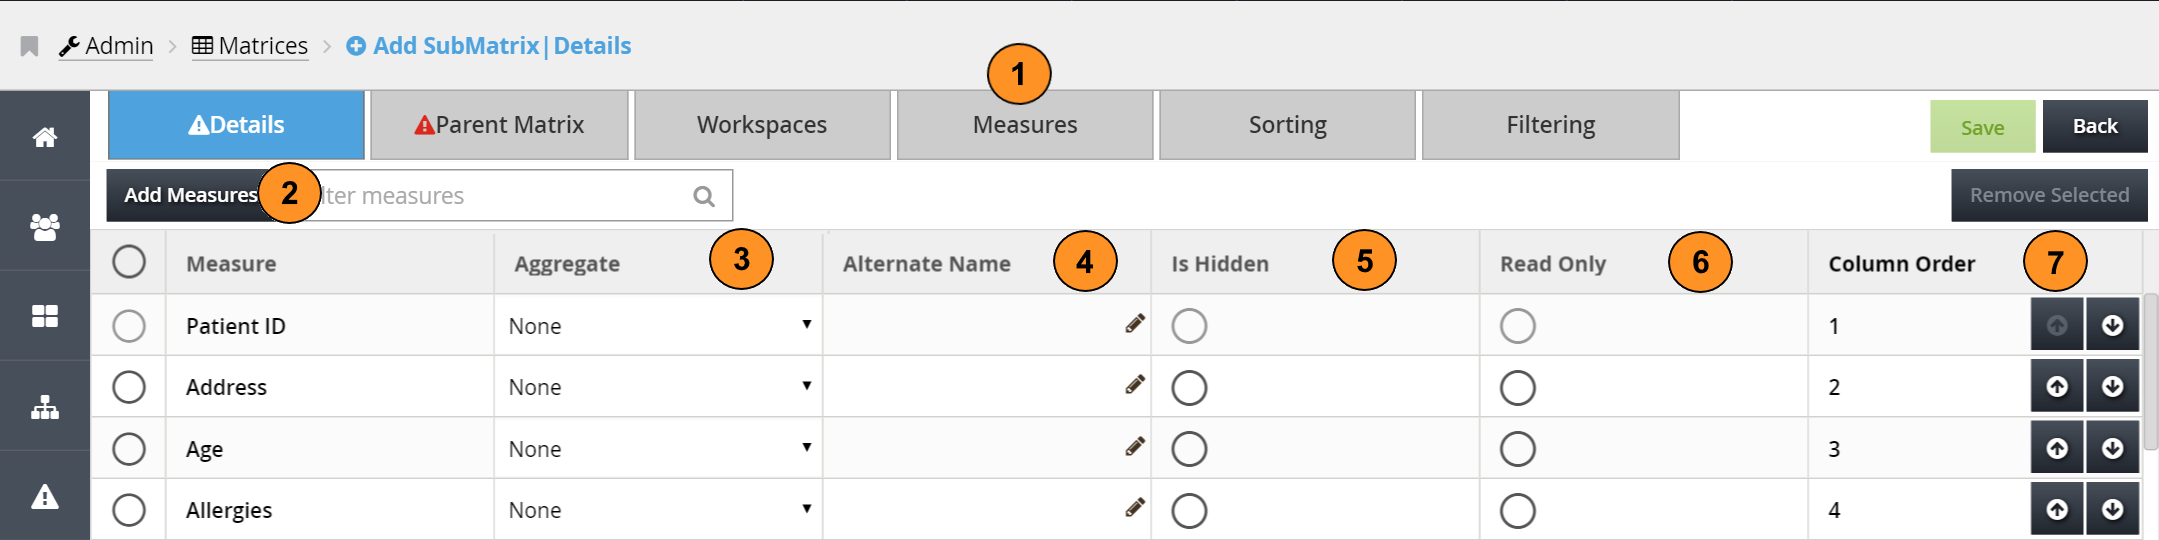 Admin > Matrices > Add SubMatrix|Details
1
Details Parent Matrix Workspaces Measures Sorting Filtering Save Back
Add Measures 2 lter measures Remove Selected
Measure Aggregate 3 Alternate Name 4 Is Hidden 5 Read Only 6 Column Order 7
Patient ID None 1
Address None 2
Age None 3
Allergies None 4